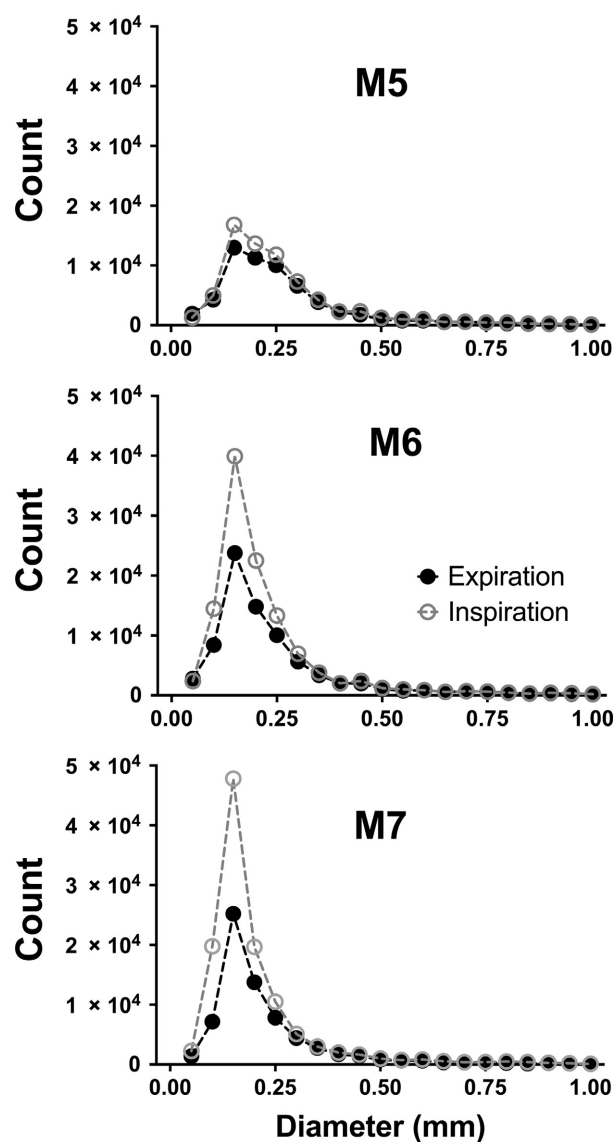 M5
Count
5 × 10⁴
4 × 10⁴
3 × 10⁴
2 × 10⁴
1 × 10⁴
0
0.00 0.25 0.50 0.75 1.00
M6
Count
5 × 10⁴
4 × 10⁴
3 × 10⁴
2 × 10⁴
1 × 10⁴
0
Expiration
Inspiration
0.00 0.25 0.50 0.75 1.00
M7
Count
5 × 10⁴
4 × 10⁴
3 × 10⁴
2 × 10⁴
1 × 10⁴
0
0.00 0.25 0.50 0.75 1.00
Diameter (mm)